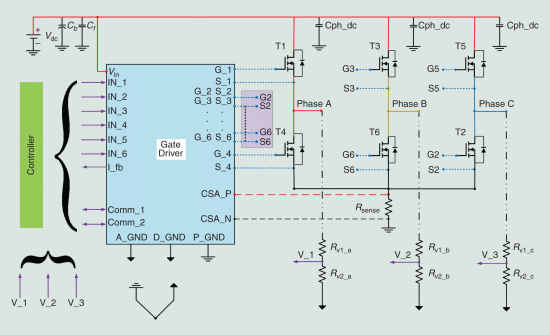 Vdc
Cb
Cf
Cph_dc
Cph_dc
Cph_dc
T1
T3
T5
Vin
G_1
S_1
G3
S3
G5
S5
IN_1
IN_2
IN_3
IN_4
IN_5
IN_6
I_fb
G_2
S_2
G_3
S_3
G2
S2
Phase A
Phase B
Phase C
Controller
Gate
Driver
G_6
S_6
G6
S6
G_4
S_4
T4
T6
T2
G6
S6
G2
S2
CSA_P
CSA_N
Rsense
Comm_1
Comm_2
A_GND
D_GND
P_GND
V_1
V_2
V_3
V_1
Rv1_a
Rv2_a
V_2
Rv1_b
Rv2_b
V_3
Rv1_c
Rv2_c